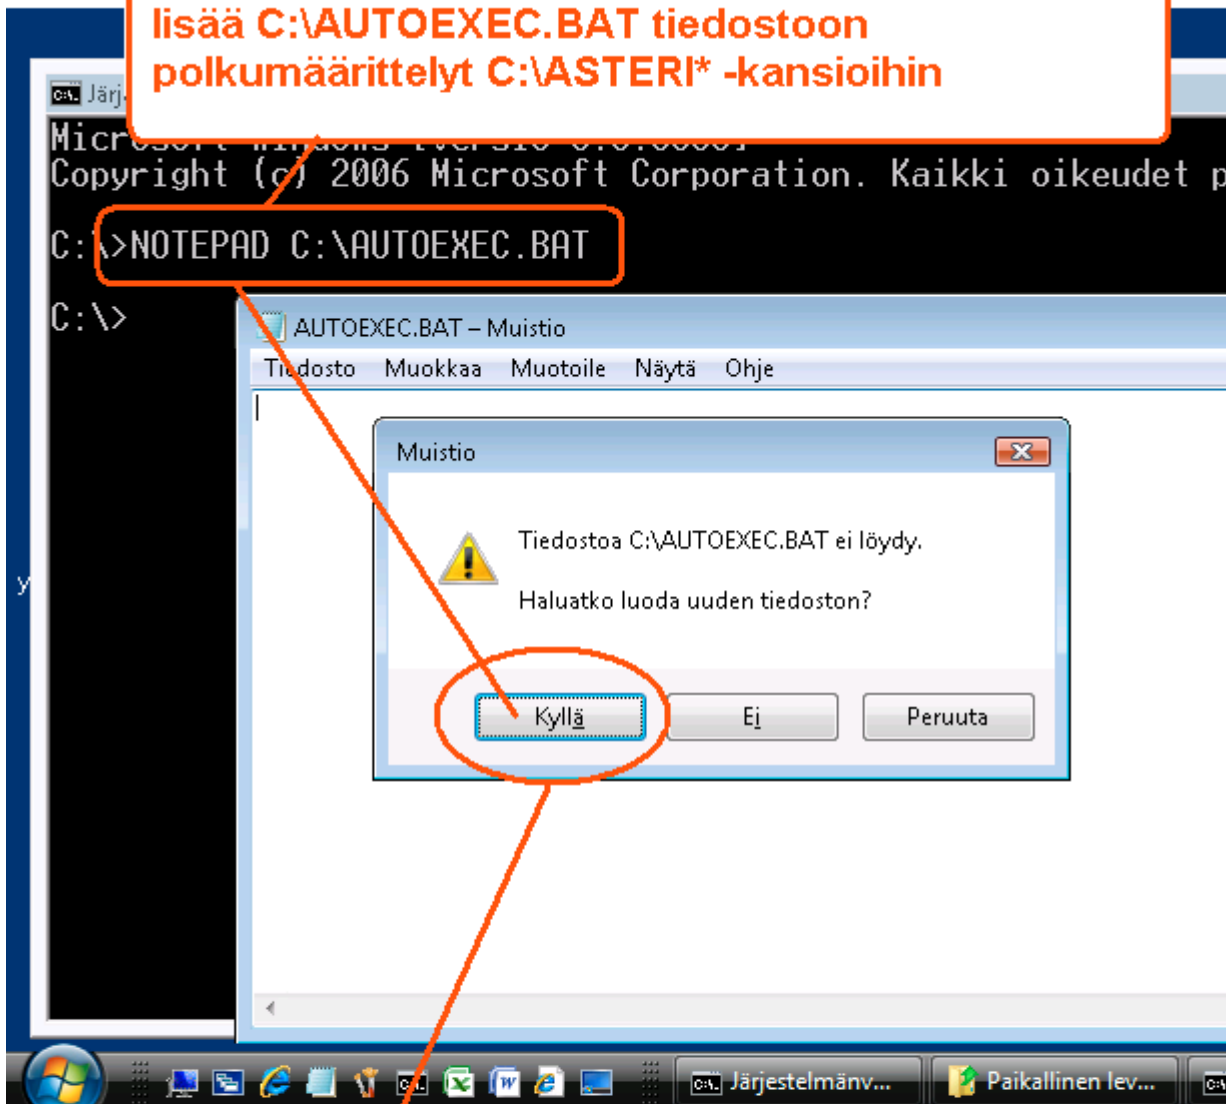 lisää C:\AUTOEXEC.BAT tiedostoon
polkumäärittelyt C:\ASTERI* -kansioihin
Järj
Copyright (c) 2006 Microsoft Corporation. Kaikki oikeudet p
C:\>NOTEPAD C:\AUTOEXEC.BAT
C:\>
AUTOEXEC.BAT – Muistio
Tiedosto Muokkaa Muotoile Näytä Ohje
Muistio
Tiedostoa C:\AUTOEXEC.BAT ei löydy.
Haluatko luoda uuden tiedoston?
Kyllä Ei Peruuta
y
Järjestelmänv... Paikallinen lev...